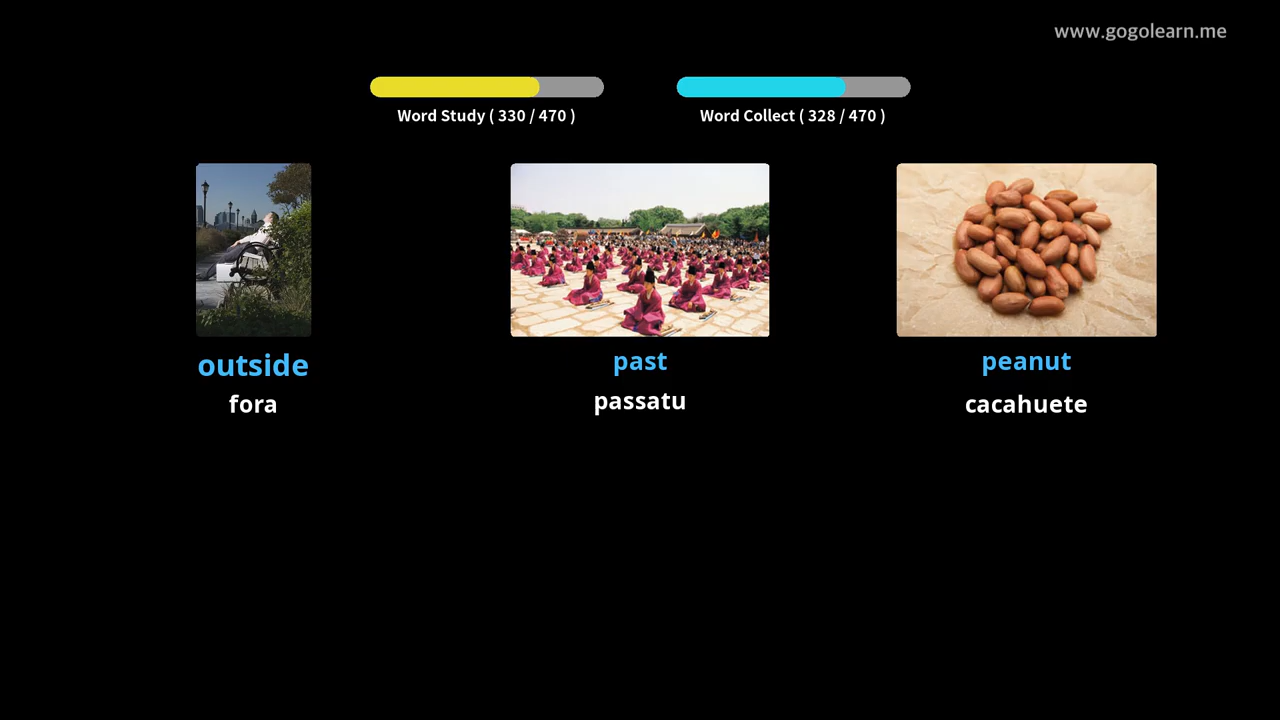 www.gogolearn.me
Word Study ( 330 / 470 )
Word Collect ( 328 / 470 )
outside
fora
past
passatu
peanut
cacahuete